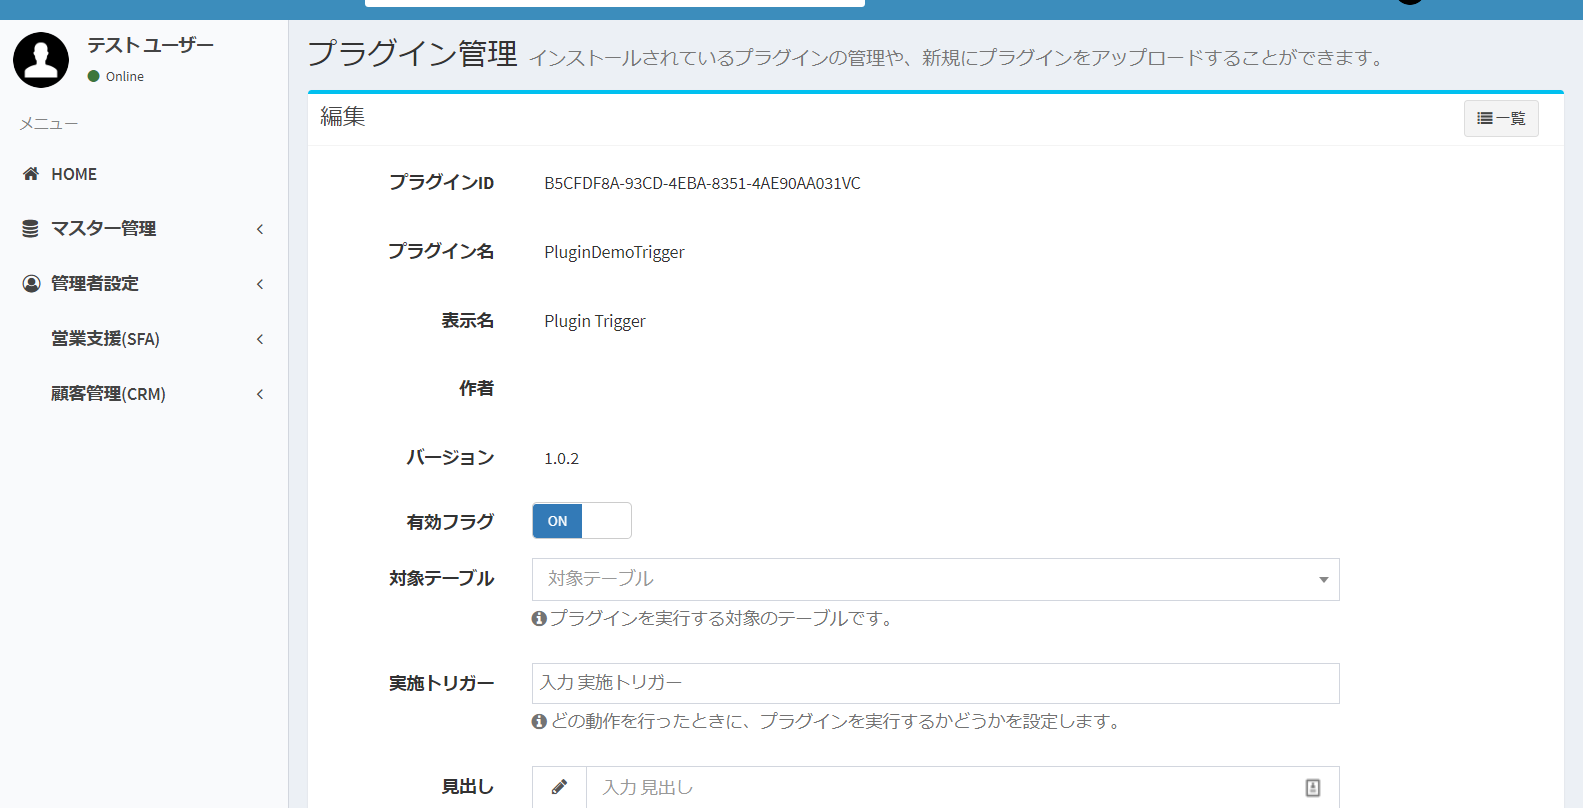 テスト ユーザー
Online
メニュー
HOME
マスター管理
管理者設定
営業支援(SFA)
顧客管理(CRM)
プラグイン管理 インストールされているプラグインの管理や、新規にプラグインをアップロードすることができます。
編集
一覧
プラグインID B5CFDF8A-93CD-4EBA-8351-4AE90AA031VC
プラグイン名 PluginDemoTrigger
表示名 Plugin Trigger
作者
バージョン 1.0.2
有効フラグ ON
対象テーブル 対象テーブル
プラグインを実行する対象のテーブルです。
実施トリガー 入力 実施トリガー
どの動作を行ったときに、プラグインを実行するかどうかを設定します。
見出し 入力 見出し